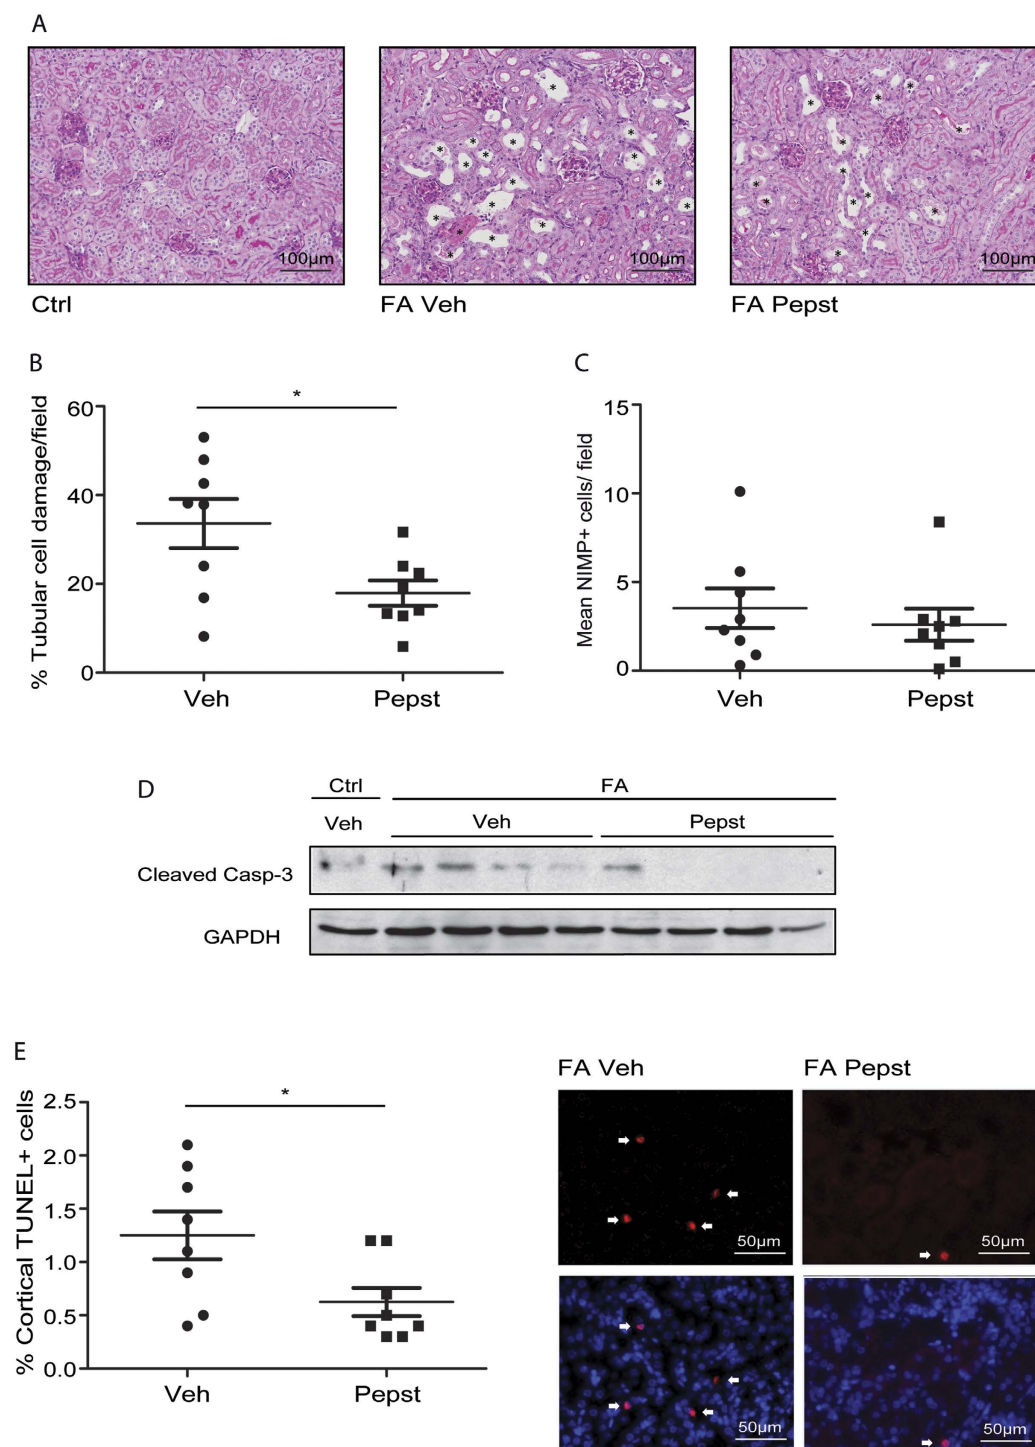 A
* * * * * * * * * * * * * * * *
100µm
100µm
100µm
Ctrl
FA Veh
FA Pepst
B
% Tubular cell damage/field
60
40
20
0
*
Veh
Pepst
C
Mean NIMP+ cells/ field
15
10
5
0
Veh
Pepst
D
Ctrl
FA
Veh
Veh
Pepst
Cleaved Casp-3
GAPDH
E
% Cortical TUNEL+ cells
2.5
2.0
1.5
1.0
0.5
0.0
*
Veh
Pepst
FA Veh
FA Pepst
50µm
50µm
50µm
50µm